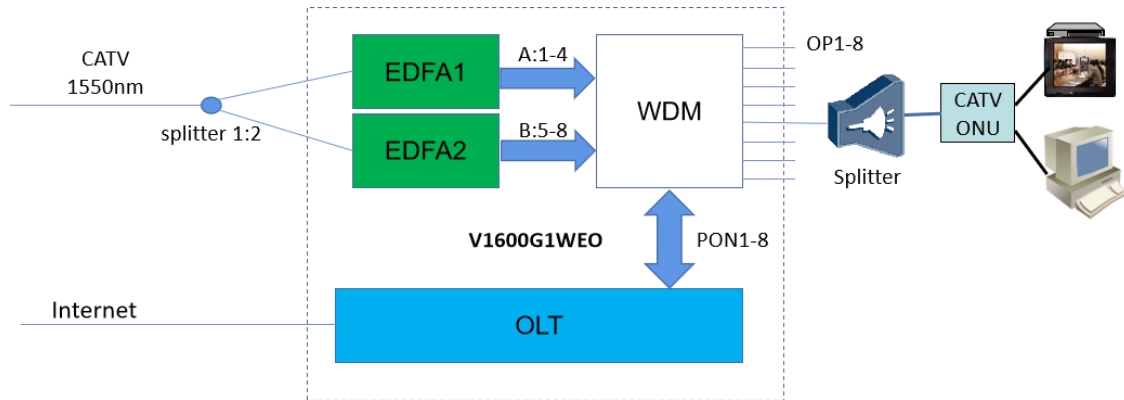 CATV
1550nm
splitter 1:2
EDFA1
EDFA2
A:1-4
B:5-8
WDM
OP1-8
Splitter
CATV
ONU
V1600G1WEO
PON1-8
Internet
OLT